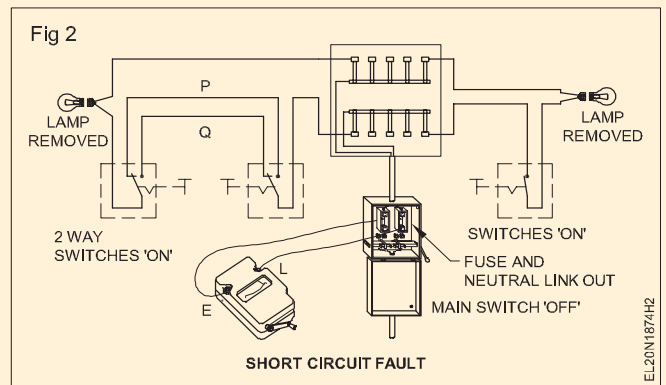 Fig 2
P
Q
LAMP
REMOVED
LAMP
REMOVED
2 WAY
SWITCHES 'ON'
SWITCHES 'ON'
L
E
FUSE AND
NEUTRAL LINK OUT
MAIN SWITCH 'OFF'
SHORT CIRCUIT FAULT
EL20N1874H2